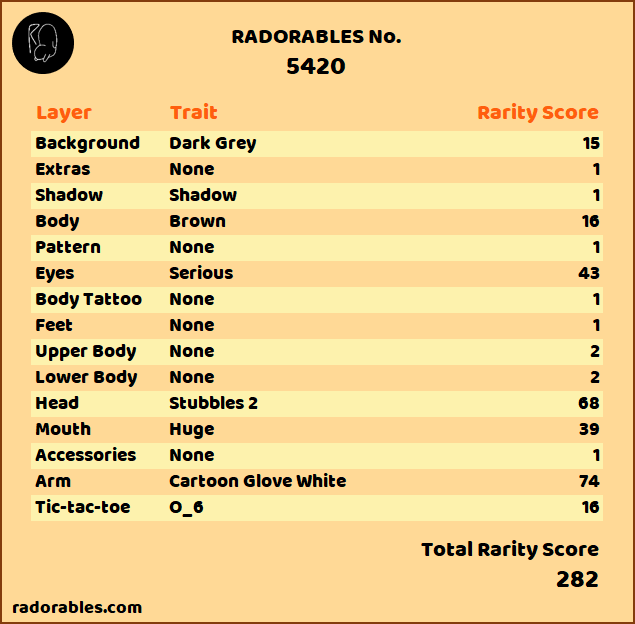 RADORABLES No.
5420
Layer Trait Rarity Score
Background Dark Grey 15
Extras None 1
Shadow Shadow 1
Body Brown 16
Pattern None 1
Eyes Serious 43
Body Tattoo None 1
Feet None 1
Upper Body None 2
Lower Body None 2
Head Stubbles 2 68
Mouth Huge 39
Accessories None 1
Arm Cartoon Glove White 74
Tic-tac-toe O_6 16
Total Rarity Score
282
radorables.com